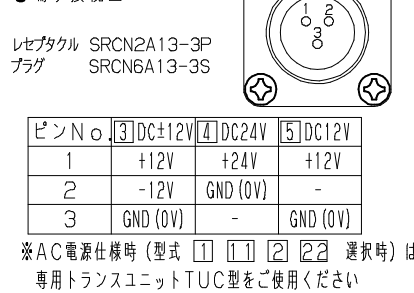 1 2
3
レセプタクル SRCN2A13-3P
プラグ SRCN6A13-3S
ピンNo. 3 DC±12V 4 DC24V 5 DC12V
1 +12V +24V +12V
2 -12V GND(0V) -
3 GND(0V) - GND(0V)
※AC電源仕様時(型式 1 11 2 22 選択時)は
専用トランスユニットTUC型をご使用ください